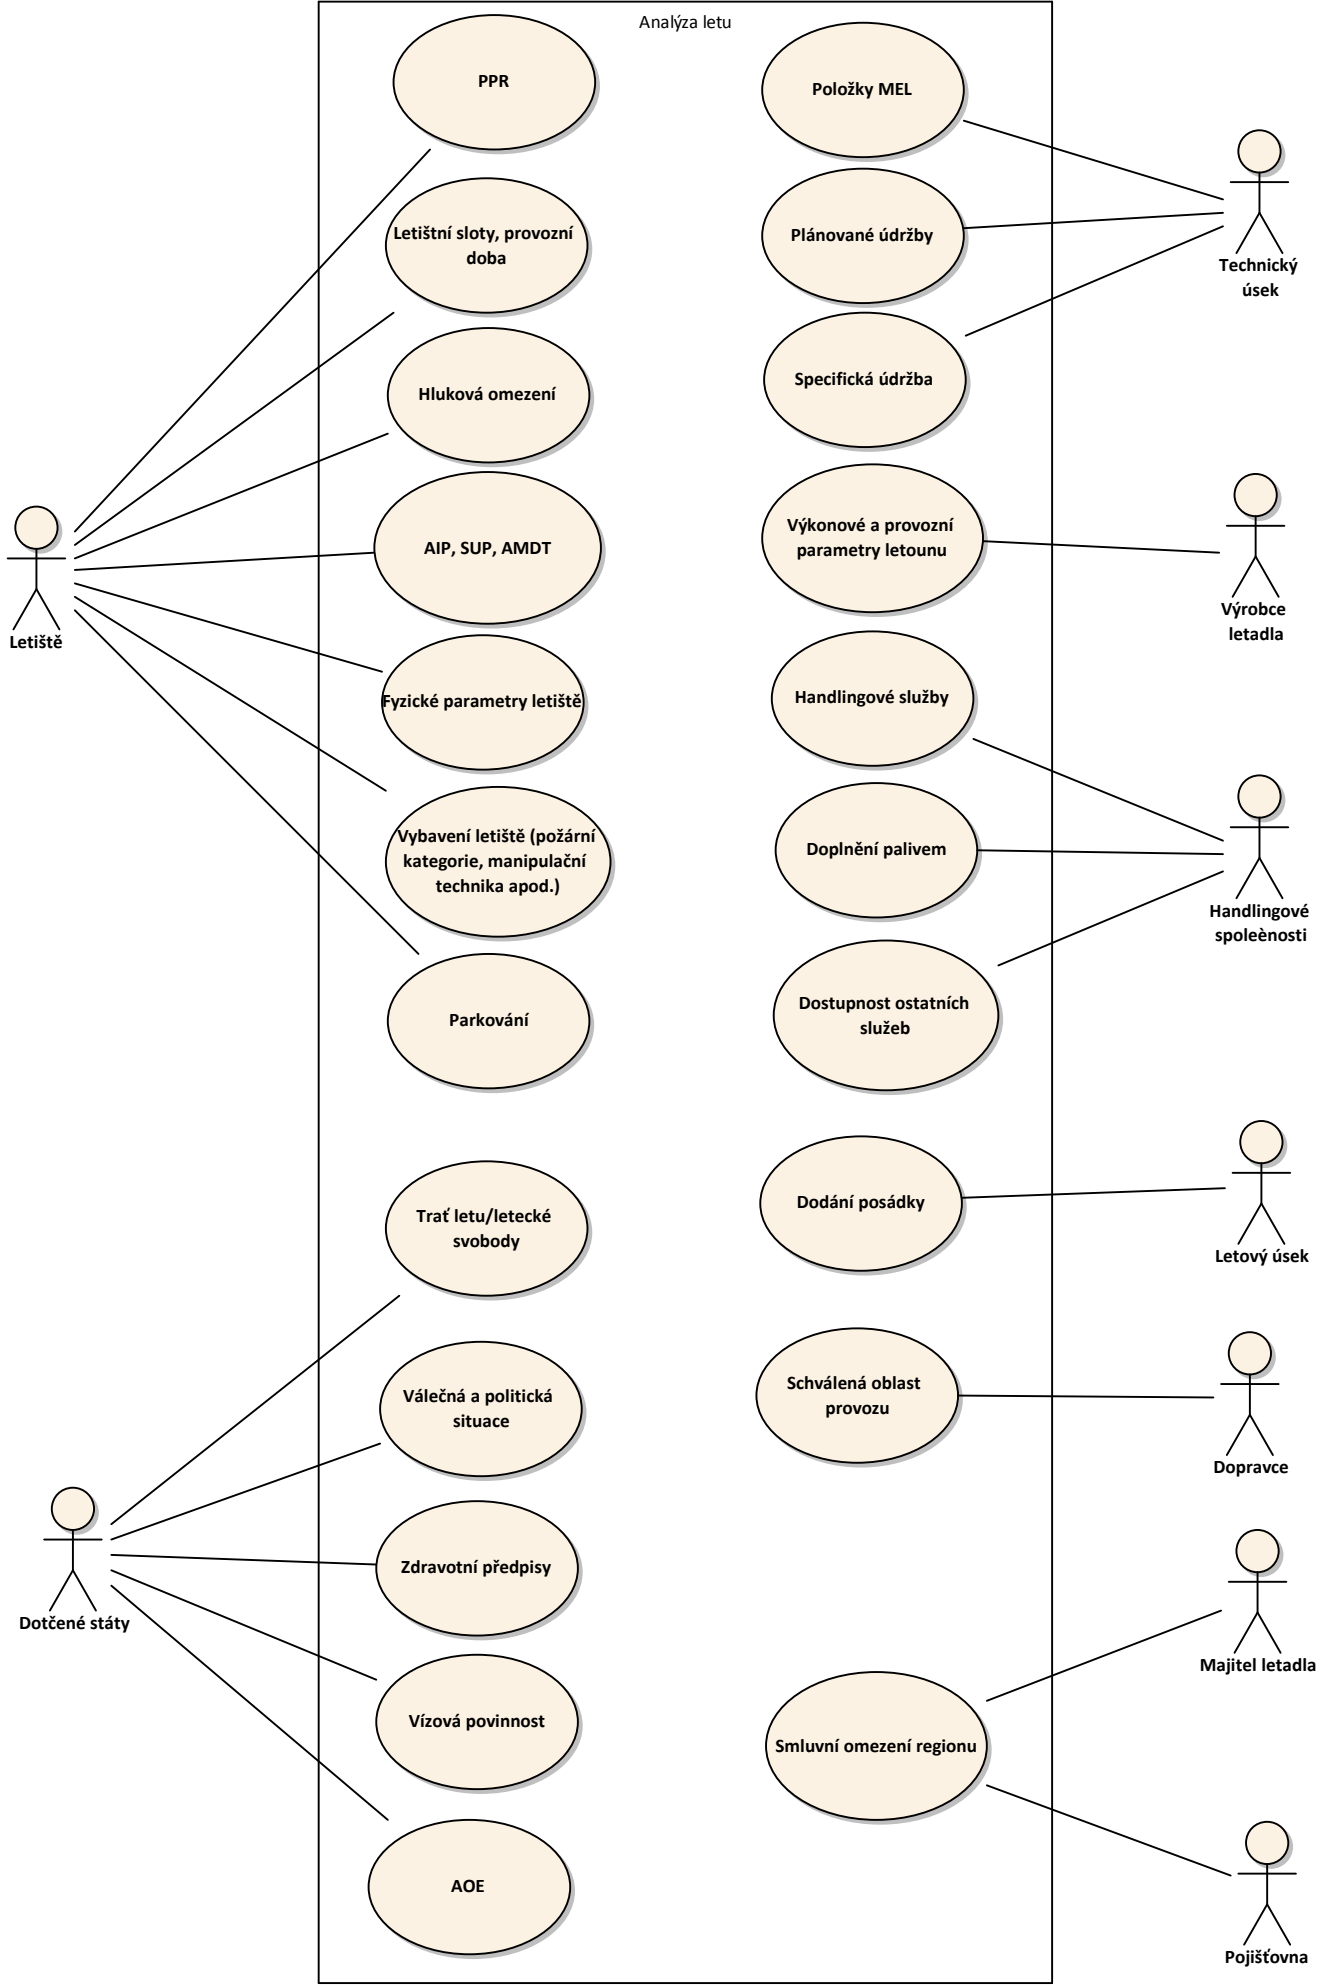 Analýza letu
PPR
Letištní sloty, provozní
doba
Hluková omezení
AIP, SUP, AMDT
Fyzické parametry letiště
Vybavení letiště (požární
kategorie, manipulační
technika apod.)
Parkování
Letiště
Trať letu/letecké
svobody
Válečná a politická
situace
Zdravotní předpisy
Vízová povinnost
AOE
Dotčené státy
Položky MEL
Plánované údržby
Specifická údržba
Technický
úsek
Výkonové a provozní
parametry letounu
Výrobce
letadla
Handlingové služby
Doplnění palivem
Dostupnost ostatních
služeb
Handlingové
spoleènosti
Dodání posádky
Letový úsek
Schválená oblast
provozu
Dopravce
Smluvní omezení regionu
Majitel letadla
Pojišťovna